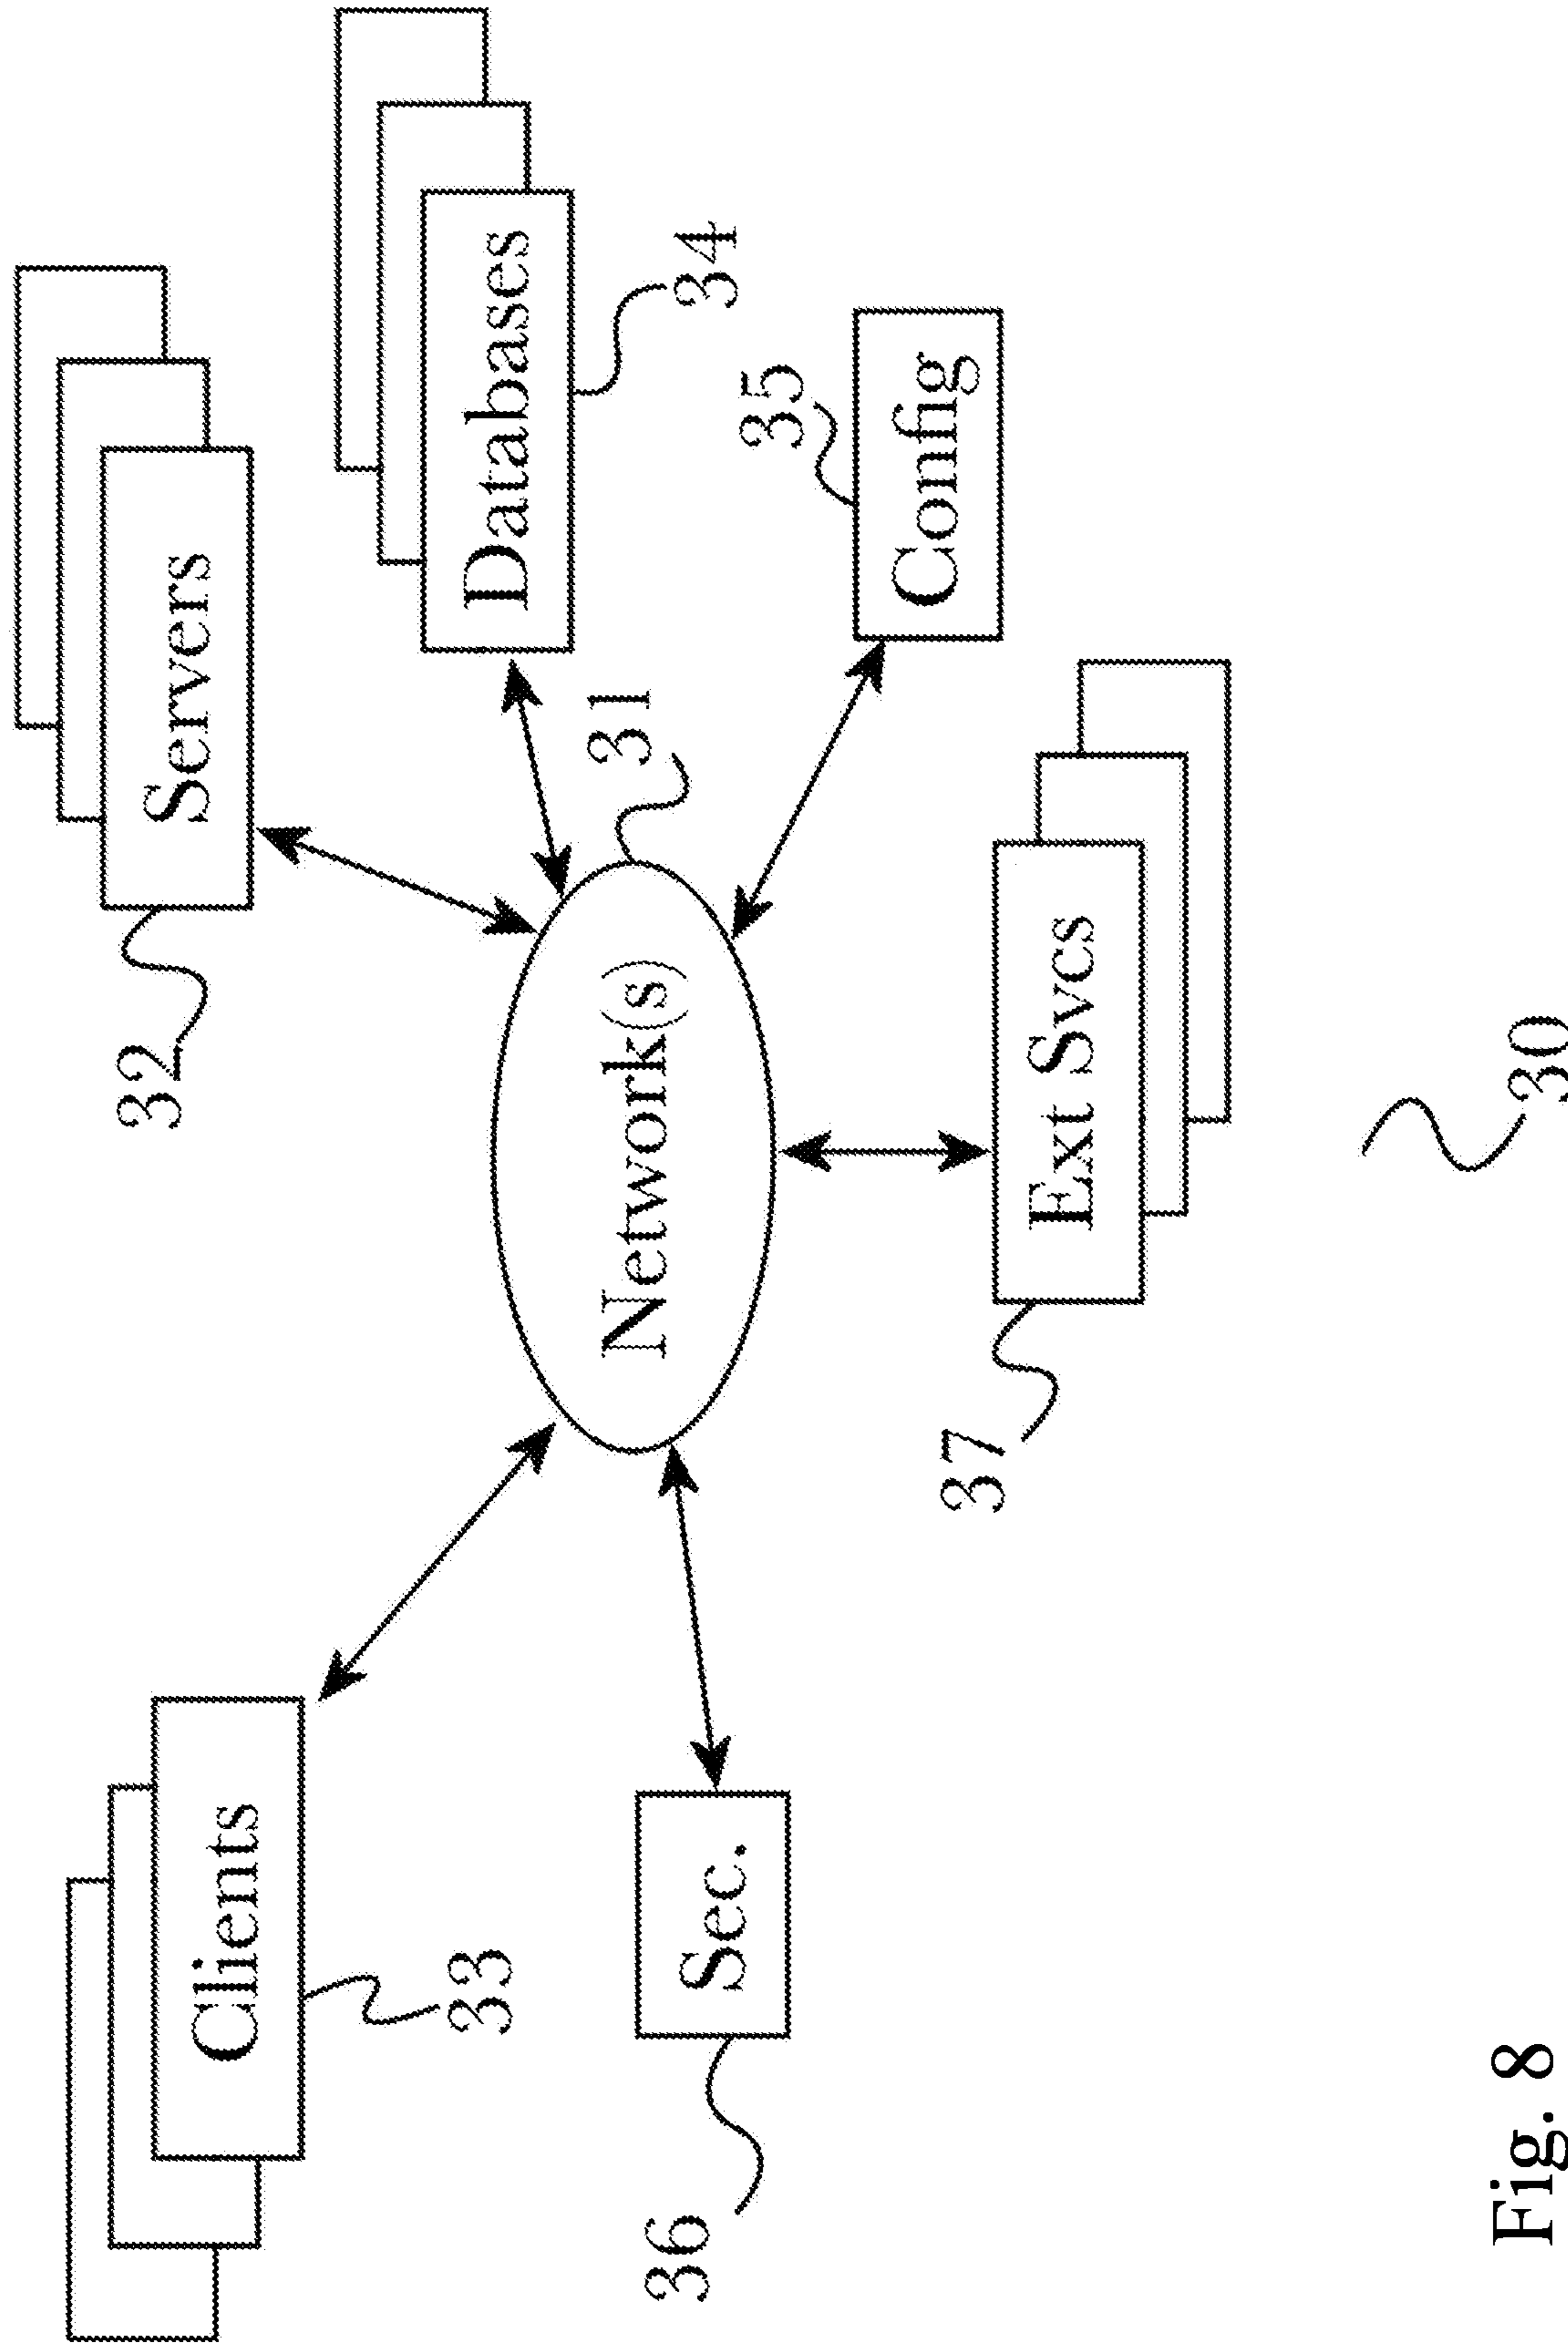 Servers
32
Clients
33
Databases
34
31
Network(s)
Sec.
36
35
Config
Ext Svcs
37
30
Fig. 8